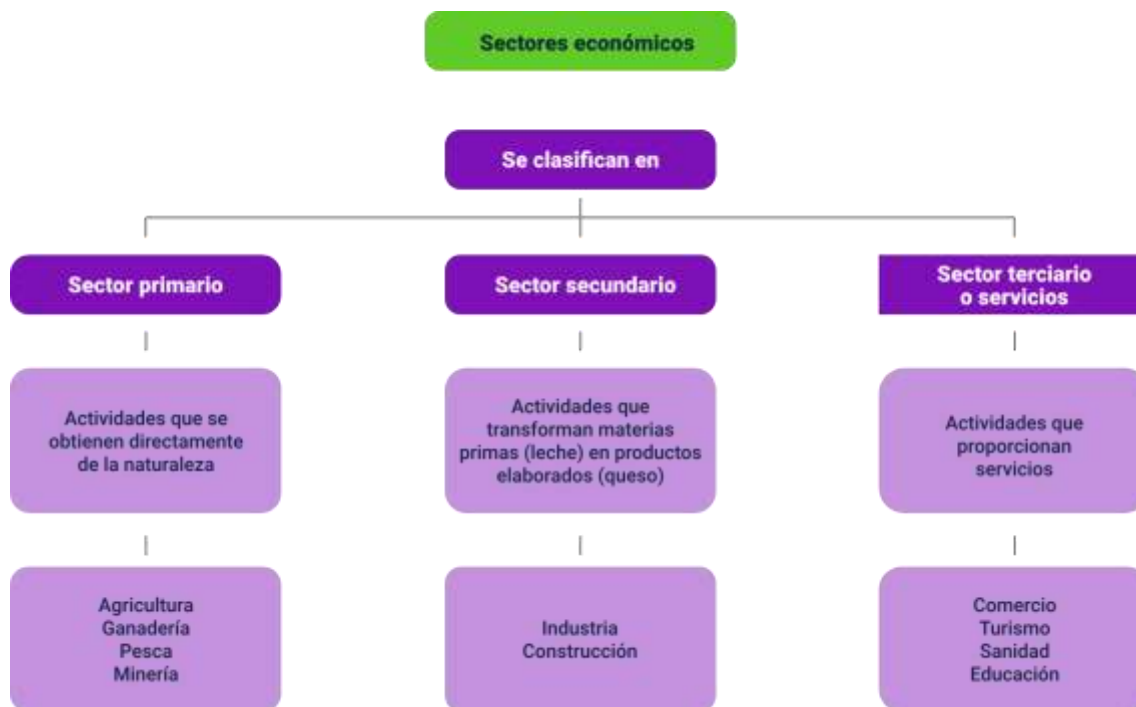 Sectores económicos
Se clasifican en
Sector primario
Sector secundario
Sector terciario
o servicios
Actividades que se
obtienen directamente
de la naturaleza
Actividades que
transforman materias
primas (leche) en productos
elaborados (queso)
Actividades que
proporcionan
servicios
Agricultura
Ganadería
Pesca
Minería
Industria
Construcción
Comercio
Turismo
Sanidad
Educación